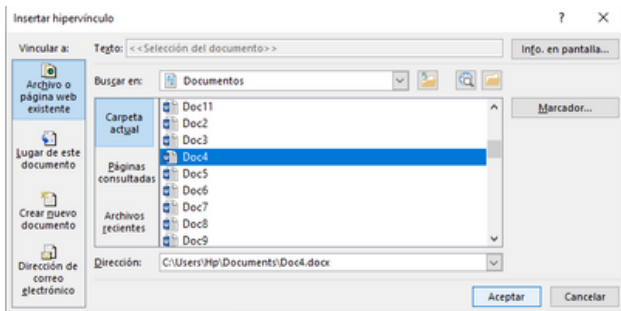 Insertar hipervínculo
? ×
Vincular a:
Texto: <<Selección del documento>>
Info. en pantalla...
Archivo o
página web
existente
Buscar en:
Documentos
Marcador...
Carpeta
actual
Doc11
Doc2
Doc3
Doc4
Doc5
Doc6
Doc7
Doc8
Doc9
Lugar de este
documento
Páginas
consultadas
Crear nuevo
documento
Archivos
recientes
Dirección de
correo
electrónico
Dirección:
C:\Users\Hp\Documents\Doc4.docx
Aceptar
Cancelar